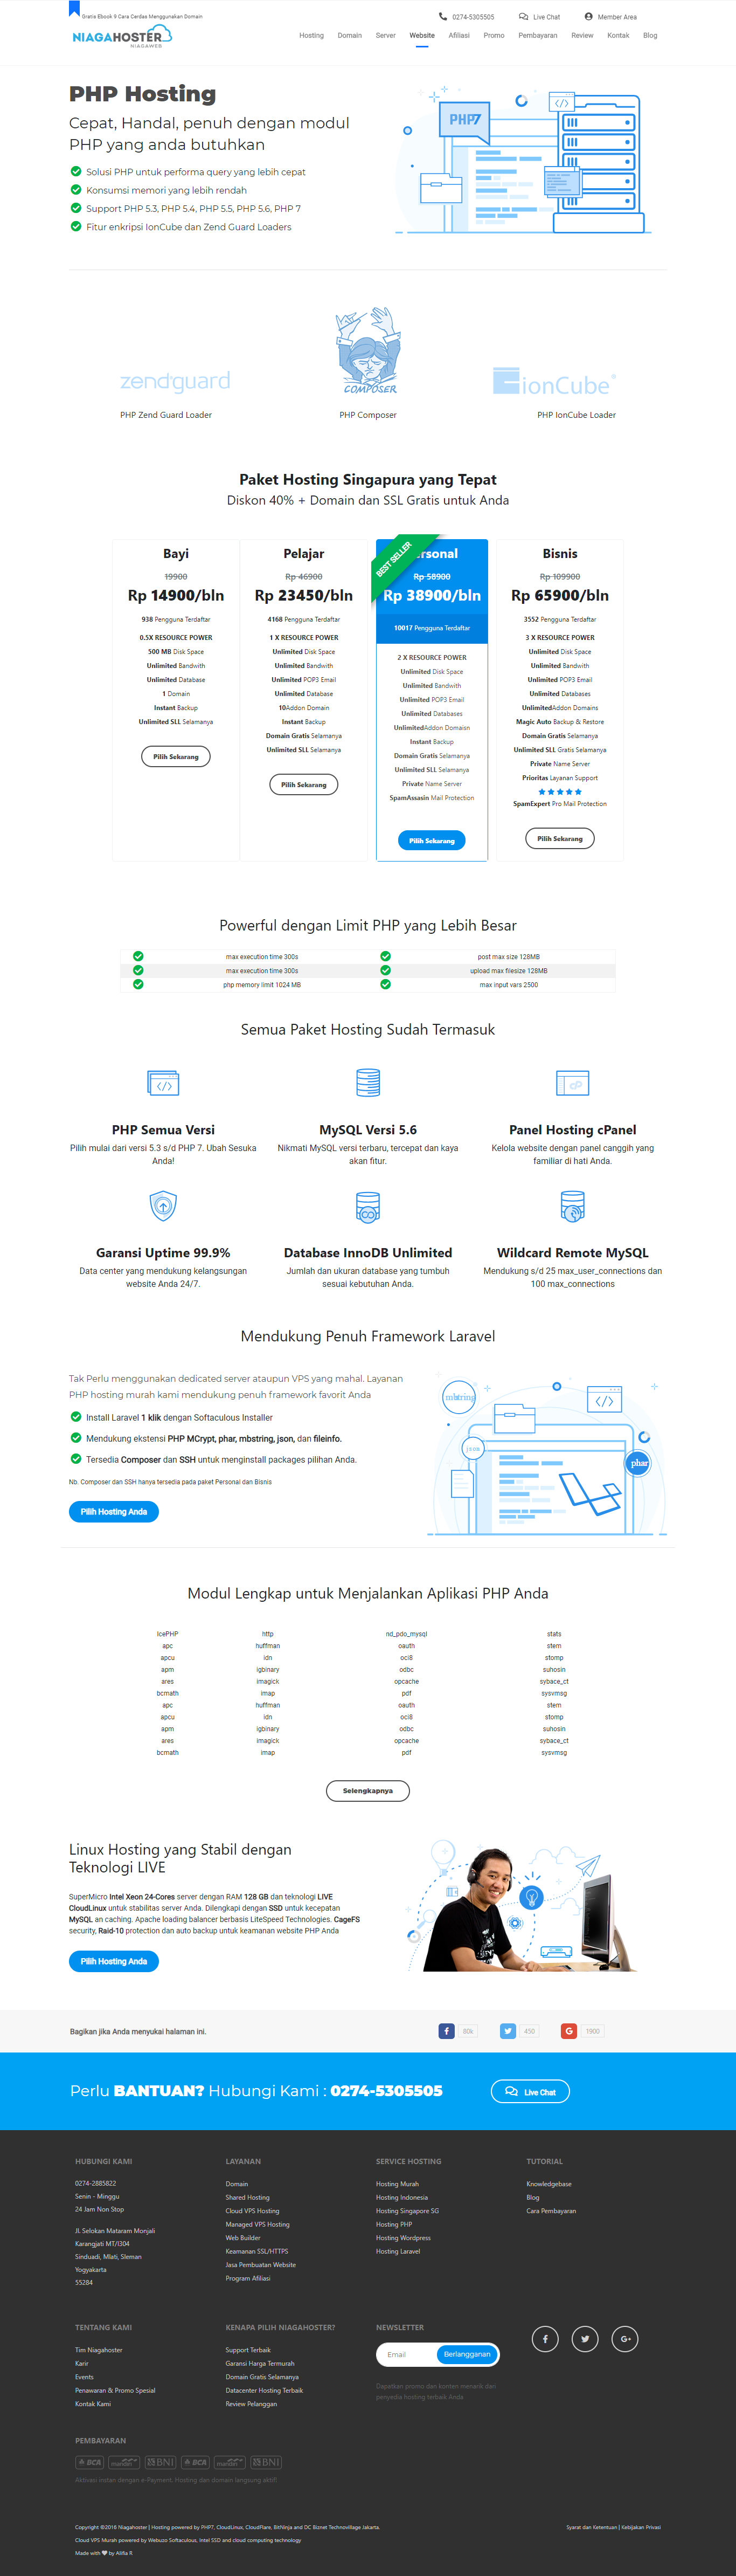 Gratis Ebook 9 Cara Cerdas Menggunakan Domain
0274-5305505
Live Chat
Member Area
NIAGAHOSTER
NIAGAWEB
Hosting Domain Server Website Afiliasi Promo Pembayaran Review Kontak Blog
PHP Hosting
Cepat, Handal, penuh dengan modul
PHP yang anda butuhkan
Solusi PHP untuk performa query yang lebih cepat
Konsumsi memori yang lebih rendah
Support PHP 5.3, PHP 5.4, PHP 5.5, PHP 5.6, PHP 7
Fitur enkripsi IonCube dan Zend Guard Loaders
PHP7
</>
zend guard
COMPOSER
ionCube
PHP Zend Guard Loader
PHP Composer
PHP IonCube Loader
Paket Hosting Singapura yang Tepat
Diskon 40% + Domain dan SSL Gratis untuk Anda
Bayi
19900
Rp 14900/bln
938 Pengguna Terdaftar
0.5X RESOURCE POWER
500 MB Disk Space
Unlimited Bandwith
Unlimited Database
1 Domain
Instant Backup
Unlimited SLL Selamanya
Pilih Sekarang
Pelajar
Rp 46900
Rp 23450/bln
4168 Pengguna Terdaftar
1 X RESOURCE POWER
Unlimited Disk Space
Unlimited Bandwith
Unlimited POP3 Email
Unlimited Database
10Addon Domain
Instant Backup
Domain Gratis Selamanya
Unlimited SLL Selamanya
Pilih Sekarang
BEST SELLER
rsonal
Rp 58900
Rp 38900/bln
10017 Pengguna Terdaftar
2 X RESOURCE POWER
Unlimited Disk Space
Unlimited Bandwith
Unlimited POP3 Email
Unlimited Databases
UnlimitedAddon Domaisn
Instant Backup
Domain Gratis Selamanya
Unlimited SLL Selamanya
Private Name Server
SpamAssasin Mail Protection
Pilih Sekarang
Bisnis
Rp 109900
Rp 65900/bln
3552 Pengguna Terdaftar
3 X RESOURCE POWER
Unlimited Disk Space
Unlimited Bandwith
Unlimited POP3 Email
Unlimited Databases
UnlimitedAddon Domains
Magic Auto Backup & Restore
Domain Gratis Selamanya
Unlimited SLL Gratis Selamanya
Private Name Server
Prioritas Layanan Support
SpamExpert Pro Mail Protection
Pilih Sekarang
Powerful dengan Limit PHP yang Lebih Besar
max execution time 300s post max size 128MB
max execution time 300s upload max filesize 128MB
php memory limit 1024 MB max input vars 2500
Semua Paket Hosting Sudah Termasuk
</>
PHP Semua Versi
Pilih mulai dari versi 5.3 s/d PHP 7. Ubah Sesuka
Anda!
MySQL Versi 5.6
Nikmati MySQL versi terbaru, tercepat dan kaya
akan fitur.
Panel Hosting cPanel
Kelola website dengan panel canggih yang
familiar di hati Anda.
Garansi Uptime 99.9%
Data center yang mendukung kelangsungan
website Anda 24/7.
Database InnoDB Unlimited
Jumlah dan ukuran database yang tumbuh
sesuai kebutuhan Anda.
Wildcard Remote MySQL
Mendukung s/d 25 max_user_connections dan
100 max_connections
Mendukung Penuh Framework Laravel
Tak Perlu menggunakan dedicated server ataupun VPS yang mahal. Layanan
PHP hosting murah kami mendukung penuh framework favorit Anda
Install Laravel 1 klik dengan Softaculous Installer
Mendukung ekstensi PHP MCrypt, phar, mbstring, json, dan fileinfo.
Tersedia Composer dan SSH untuk menginstall packages pilihan Anda.
Nb. Composer dan SSH hanya tersedia pada paket Personal dan Bisnis
Pilih Hosting Anda
mbstring
</>
json
phar
Modul Lengkap untuk Menjalankan Aplikasi PHP Anda
IcePHP http nd_pdo_mysql stats
apc huffman oauth stem
apcu idn oci8 stomp
apm igbinary odbc suhosin
ares imagick opcache sybace_ct
bcmath imap pdf sysvmsg
apc huffman oauth stem
apcu idn oci8 stomp
apm igbinary odbc suhosin
ares imagick opcache sybace_ct
bcmath imap pdf sysvmsg
Selengkapnya
Linux Hosting yang Stabil dengan
Teknologi LIVE
SuperMicro Intel Xeon 24-Cores server dengan RAM 128 GB dan teknologi LIVE
CloudLinux untuk stabilitas server Anda. Dilengkapi dengan SSD untuk kecepatan
MySQL an caching. Apache loading balancer berbasis LiteSpeed Technologies. CageFS
security, Raid-10 protection dan auto backup untuk keamanan website PHP Anda
Pilih Hosting Anda
Bagikan jika Anda menyukai halaman ini.
80k
450
1900
Perlu BANTUAN? Hubungi Kami : 0274-5305505
Live Chat
HUBUNGI KAMI
0274-2885822
Senin - Minggu
24 Jam Non Stop
Jl. Selokan Mataram Monjali
Karangjati MT/I304
Sinduadi, Mlati, Sleman
Yogyakarta
55284
LAYANAN
Domain
Shared Hosting
Cloud VPS Hosting
Managed VPS Hosting
Web Builder
Keamanan SSL/HTTPS
Jasa Pembuatan Website
Program Afiliasi
SERVICE HOSTING
Hosting Murah
Hosting Indonesia
Hosting Singapore SG
Hosting PHP
Hosting Wordpress
Hosting Laravel
TUTORIAL
Knowledgebase
Blog
Cara Pembayaran
TENTANG KAMI
Tim Niagahoster
Karir
Events
Penawaran & Promo Spesial
Kontak Kami
KENAPA PILIH NIAGAHOSTER?
Support Terbaik
Garansi Harga Termurah
Domain Gratis Selamanya
Datacenter Hosting Terbaik
Review Pelanggan
NEWSLETTER
Email
Berlangganan
Dapatkan promo dan konten menarik dari
penyedia hosting terbaik Anda
PEMBAYARAN
BCA mandiri BNI BCA mandiri BNI
Aktivasi instan dengan e-Payment. Hosting dan domain langsung aktif!
Copyright ©2016 Niagahoster | Hosting powered by PHP7, CloudLinux, CloudFlare, BitNinja and DC Biznet Technovillage Jakarta.
Syarat dan Ketentuan | Kebijakan Privasi
Cloud VPS Murah powered by Webuzo Softaculous, Intel SSD and cloud computing technology
Made with ♥ by Alifia R